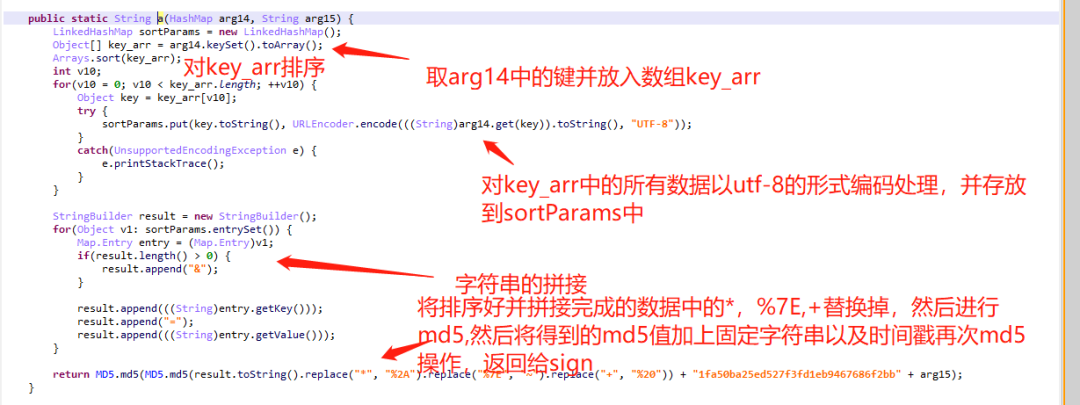 public static String a(HashMap arg14, String arg15) {
LinkedHashMap sortParams = new LinkedHashMap();
Object[] key_arr = arg14.keySet().toArray();
Arrays.sort(key_arr);
对key_arr排序
取arg14中的键并放入数组key_arr
int v10;
for(v10 = 0; v10 < key_arr.length; ++v10) {
Object key = key_arr[v10];
try {
sortParams.put(key.toString(), URLEncoder.encode(((String)arg14.get(key)).toString(), "UTF-8"));
}
catch(UnsupportedEncodingException e) {
e.printStackTrace();
}
}
对key_arr中的所有数据以utf-8的形式编码处理，并存放
到sortParams中
StringBuilder result = new StringBuilder();
for(Object v1: sortParams.entrySet()) {
Map.Entry entry = (Map.Entry)v1;
if(result.length() > 0) {
result.append("&");
}
字符串的拼接
将排序好并拼接完成的数据中的*，%7E,+替换掉，然后进行
md5,然后将得到的md5值加上固定字符串以及时间戳再次md5
操作，返回给sign
result.append(((String)entry.getKey()));
result.append("=");
result.append(((String)entry.getValue()));
}
return MD5.md5(MD5.md5(result.toString().replace("*", "%2A").replace("%7E", "~").replace("+", "%20")) + "1fa50ba25ed527f3fd1eb9467686f2bb" + arg15);
}